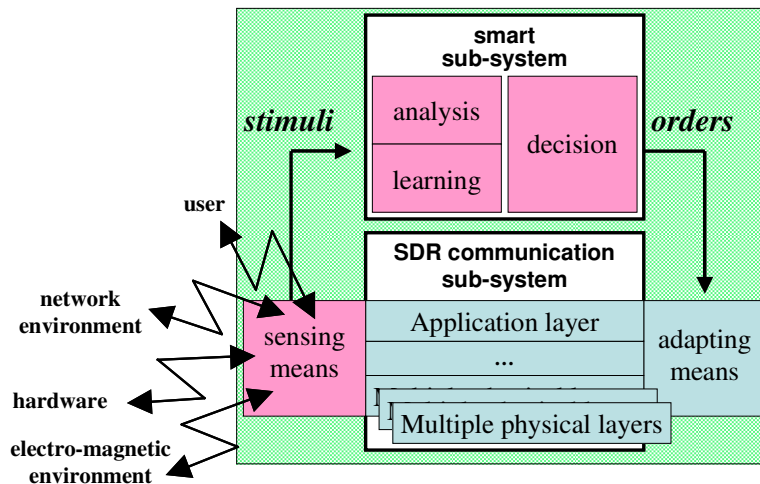 smart
sub-system
stimuli
analysis
learning
decision
orders
user
SDR communication
sub-system
network
environment
sensing
means
Application layer
...
adapting
means
hardware
Multiple physical layers
electro-magnetic
environment